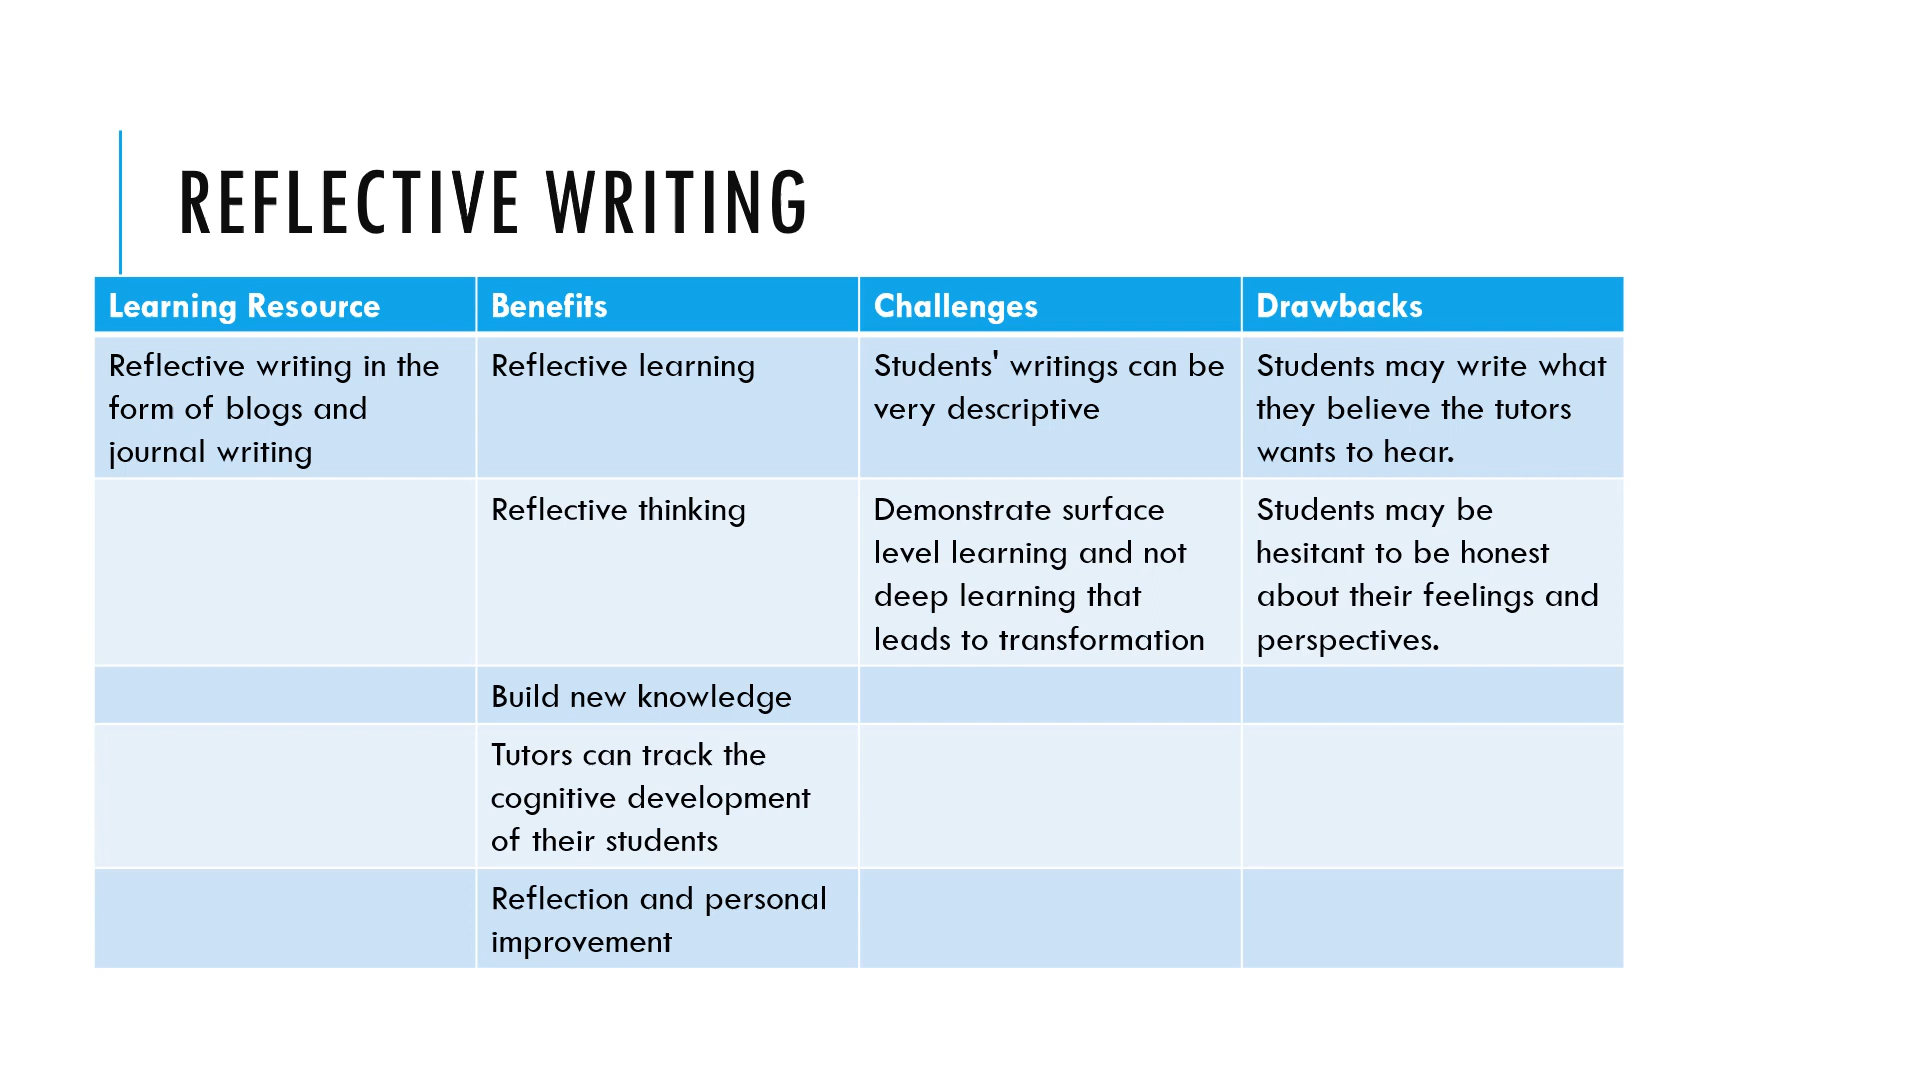 REFLECTIVE WRITING
Learning Resource
Benefits
Challenges
Drawbacks
Reflective writing in the
form of blogs and
journal writing
Reflective learning
Students' writings can be
very descriptive
Students may write what
they believe the tutors
wants to hear.
Reflective thinking
Demonstrate surface
level learning and not
deep learning that
leads to transformation
Students may be
hesitant to be honest
about their feelings and
perspectives.
Build new knowledge
Tutors can track the
cognitive development
of their students
Reflection and personal
improvement